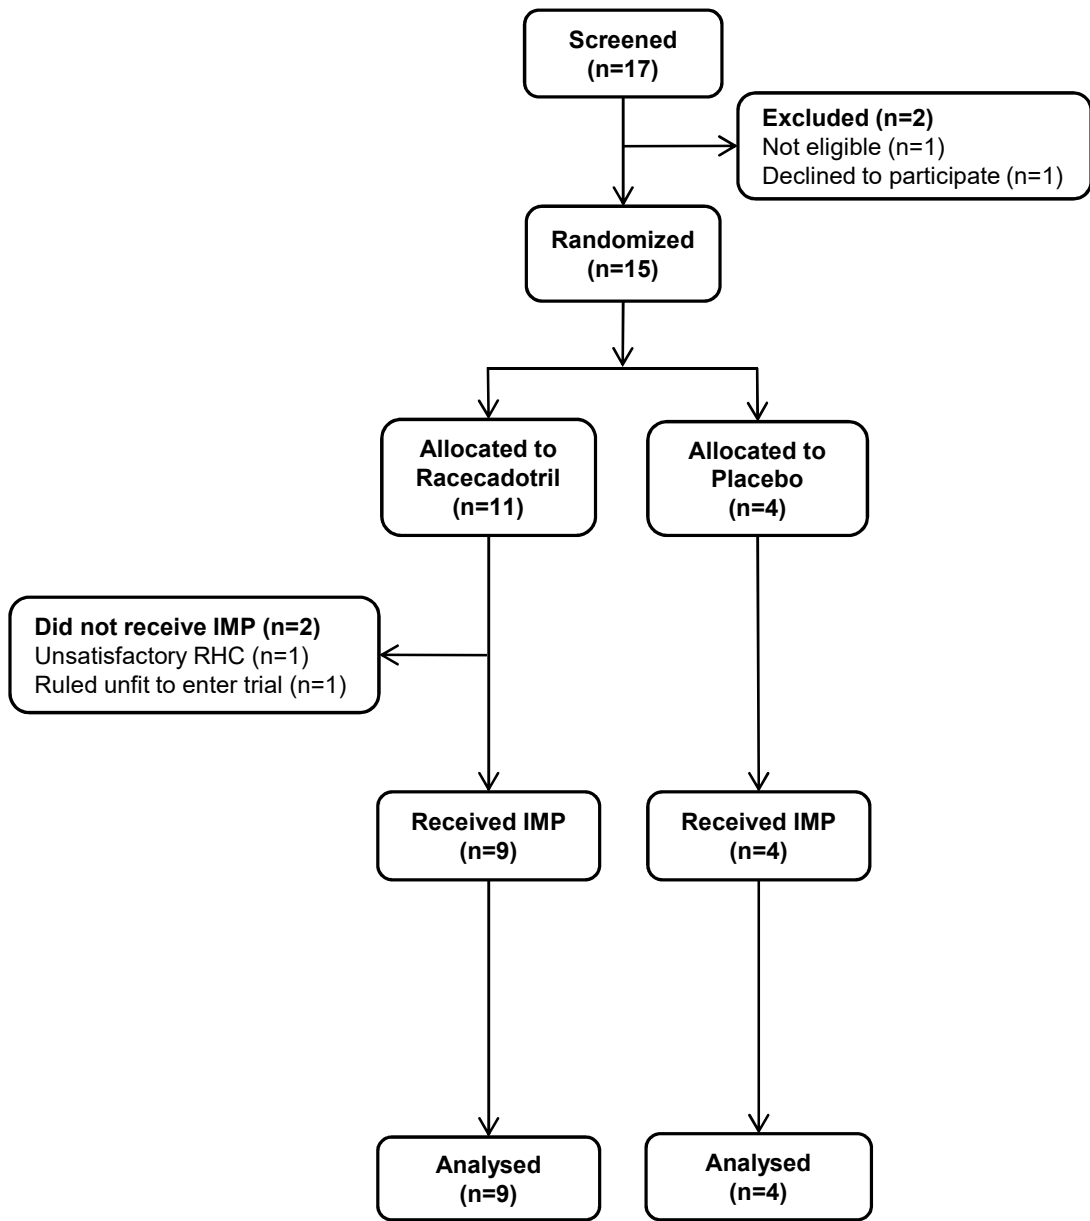 Screened
(n=17)
Excluded (n=2)
Not eligible (n=1)
Declined to participate (n=1)
Randomized
(n=15)
Allocated to
Racecadotril
(n=11)
Allocated to
Placebo
(n=4)
Did not receive IMP (n=2)
Unsatisfactory RHC (n=1)
Ruled unfit to enter trial (n=1)
Received IMP
(n=9)
Received IMP
(n=4)
Analysed
(n=9)
Analysed
(n=4)